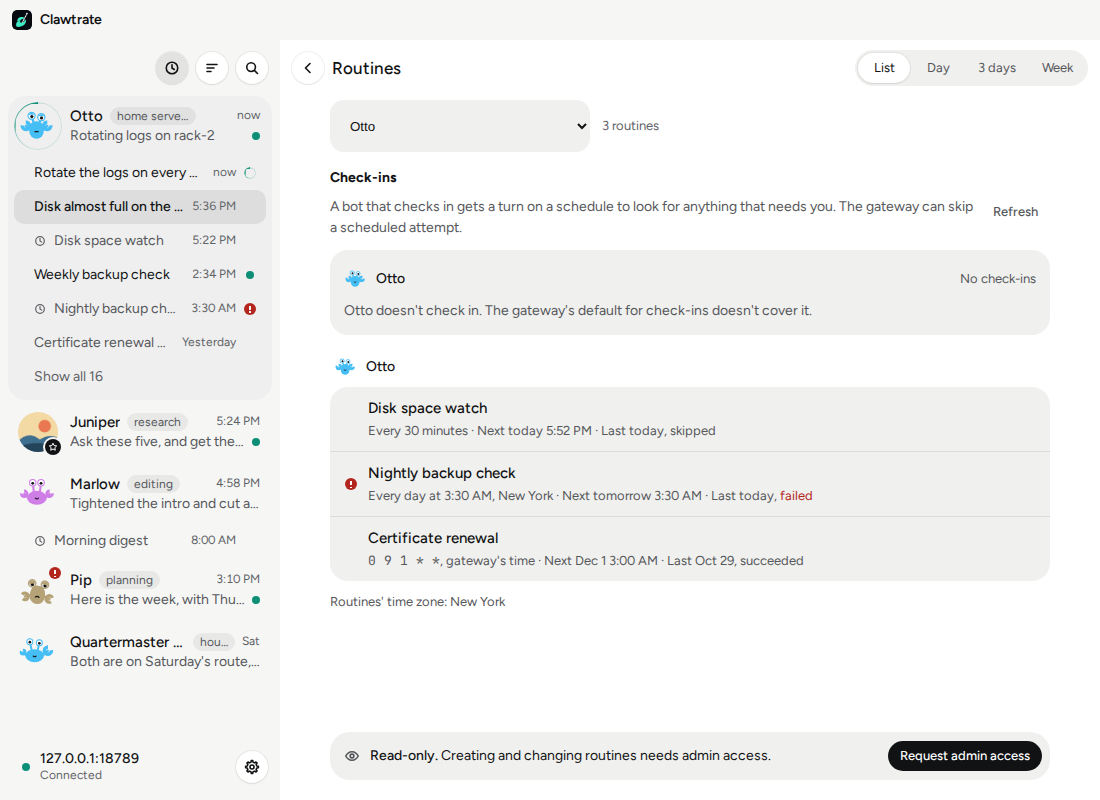 Clawtrate
Otto
home serve…
now
Rotating logs on rack-2
Rotate the logs on every …
now
Disk almost full on the …
5:36 PM
Disk space watch
5:22 PM
Weekly backup check
2:34 PM
Nightly backup ch…
3:30 AM
Certificate renewal …
Yesterday
Show all 16
Juniper
research
5:24 PM
Ask these five, and get the…
Marlow
editing
4:58 PM
Tightened the intro and cut a…
Morning digest
8:00 AM
Pip
planning
3:10 PM
Here is the week, with Thu…
Quartermaster …
hou…
Sat
Both are on Saturday's route,…
127.0.0.1:18789
Connected
Routines
List
Day
3 days
Week
Otto
3 routines
Check-ins
A bot that checks in gets a turn on a schedule to look for anything that needs you. The gateway can skip
a scheduled attempt.
Refresh
Otto
No check-ins
Otto doesn't check in. The gateway's default for check-ins doesn't cover it.
Otto
Disk space watch
Every 30 minutes · Next today 5:52 PM · Last today, skipped
Nightly backup check
Every day at 3:30 AM, New York · Next tomorrow 3:30 AM · Last today, failed
Certificate renewal
0 9 1 * *, gateway's time · Next Dec 1 3:00 AM · Last Oct 29, succeeded
Routines' time zone: New York
Read-only. Creating and changing routines needs admin access.
Request admin access